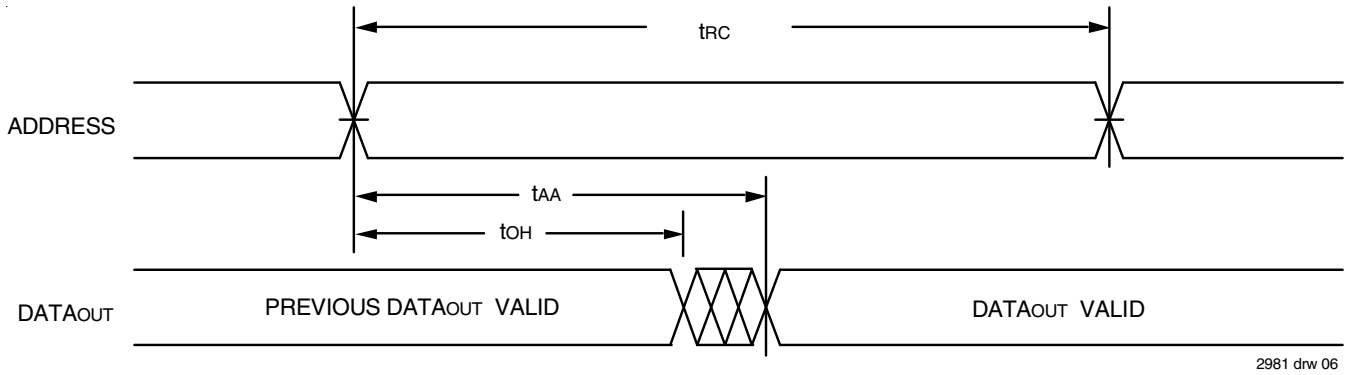 tRC
ADDRESS
tAA
tOH
DATAOUT
PREVIOUS DATAOUT VALID
DATAOUT VALID
2981 drw 06